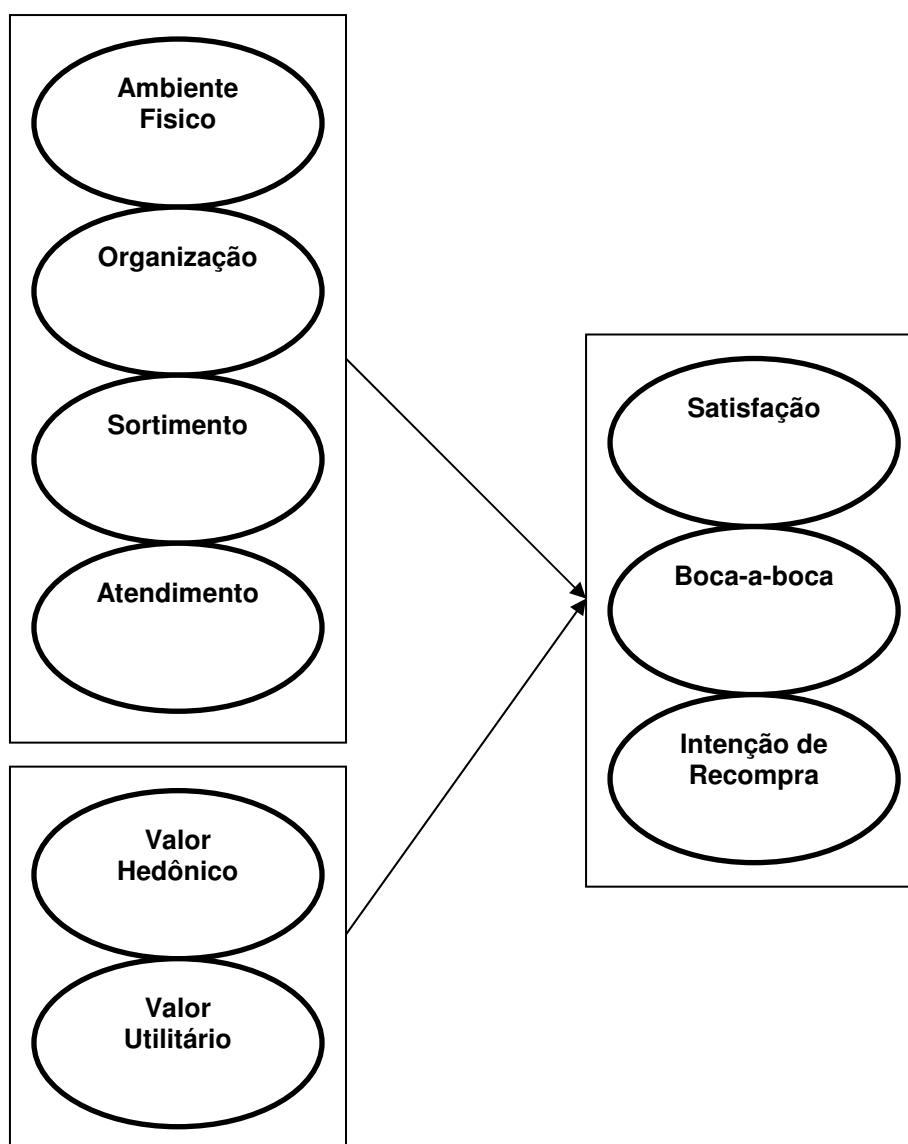 Ambiente
Fisico
Organização
Sortimento
Atendimento
Valor
Hedônico
Valor
Utilitário
Satisfação
Boca-a-boca
Intenção de
Recompra